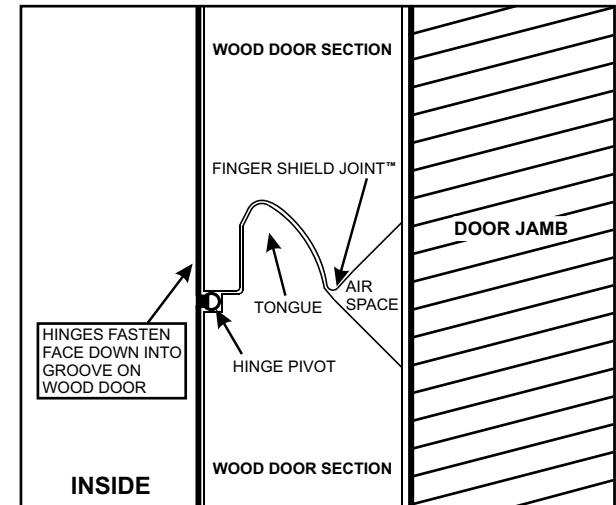 WOOD DOOR SECTION
FINGER SHIELD JOINT™
DOOR JAMB
AIR
SPACE
TONGUE
HINGE PIVOT
HINGES FASTEN
FACE DOWN INTO
GROOVE ON
WOOD DOOR
WOOD DOOR SECTION
INSIDE